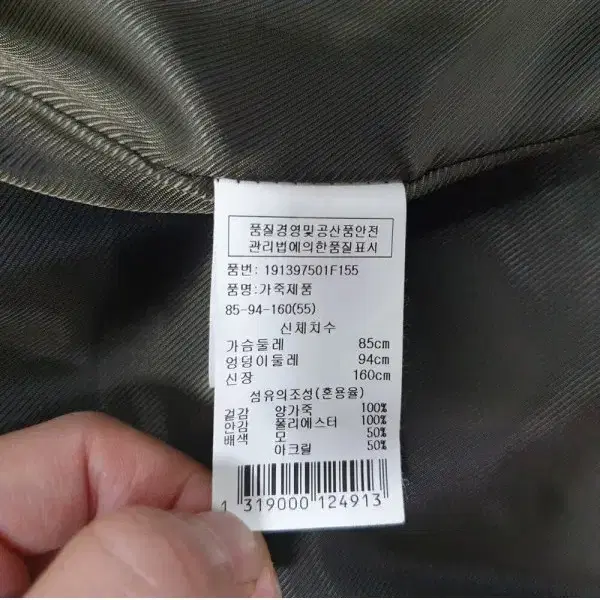 품질경영및공산품안전
관리법에의한품질표시
품번: 191397501F155
품명:가죽제품
85-94-160(55)
신체치수
가슴둘레 85cm
엉덩이둘레 94cm
신장 160cm
섬유의조성(혼용율)
겉감 양가죽 100%
안감 폴리에스터 100%
배색 모 50%
아크릴 50%
1 319000 124913